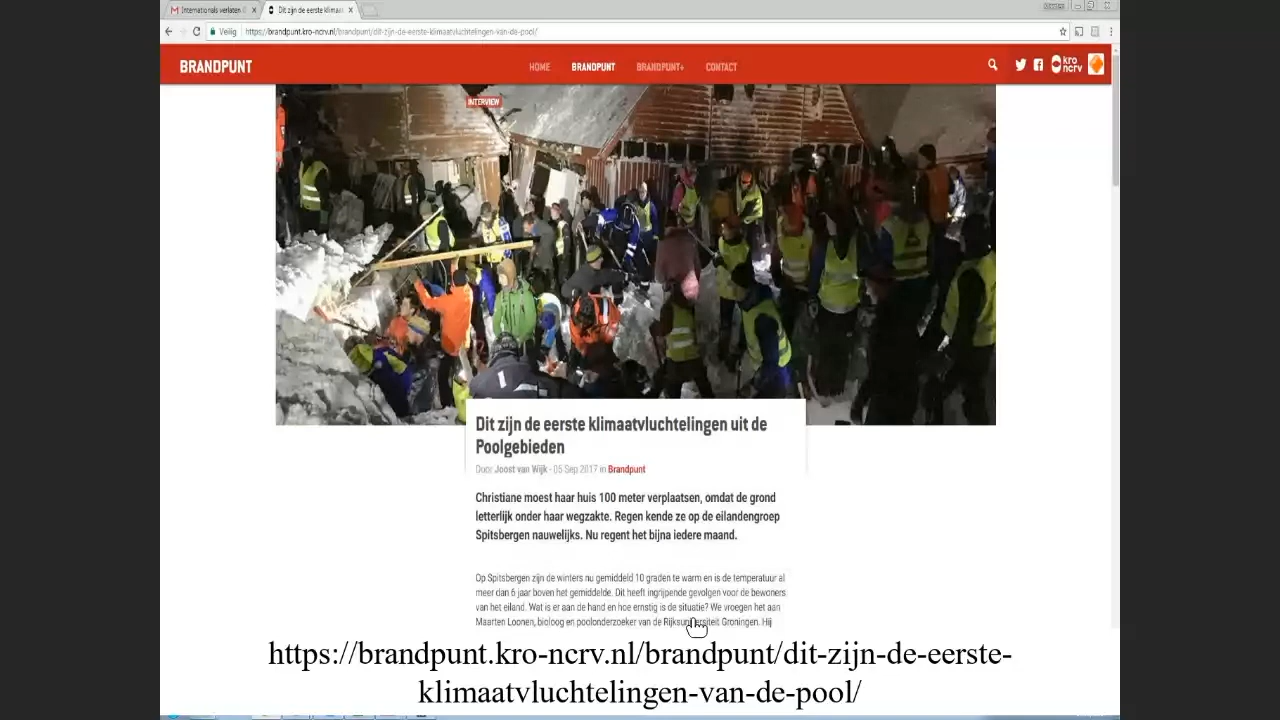 Internationals verlaten
Dit zijn de eerste klimaat
Veilig
https://brandpunt.kro-ncrv.nl/brandpunt/dit-zijn-de-eerste-klimaatvluchtelingen-van-de-pool/
BRANDPUNT
HOME BRANDPUNT BRANDPUNT+ CONTACT
kro
ncrv
INTERVIEW
Dit zijn de eerste klimaatvluchtelingen uit de
Poolgebieden
Door Joost van Wijk - 05 Sep 2017 in Brandpunt
Christiane moest haar huis 100 meter verplaatsen, omdat de grond
letterlijk onder haar wegzakte. Regen kende ze op de eilandengroep
Spitsbergen nauwelijks. Nu regent het bijna iedere maand.
Op Spitsbergen zijn de winters nu gemiddeld 10 graden te warm en is de temperatuur al
meer dan 6 jaar boven het gemiddelde. Dit heeft ingrijpende gevolgen voor de bewoners
van het eiland. Wat is er aan de hand en hoe ernstig is de situatie? We vroegen het aan
Maarten Loonen, bioloog en poolonderzoeker van de Rijksuniversiteit Groningen. Hij
https://brandpunt.kro-ncrv.nl/brandpunt/dit-zijn-de-eerste-
klimaatvluchtelingen-van-de-pool/